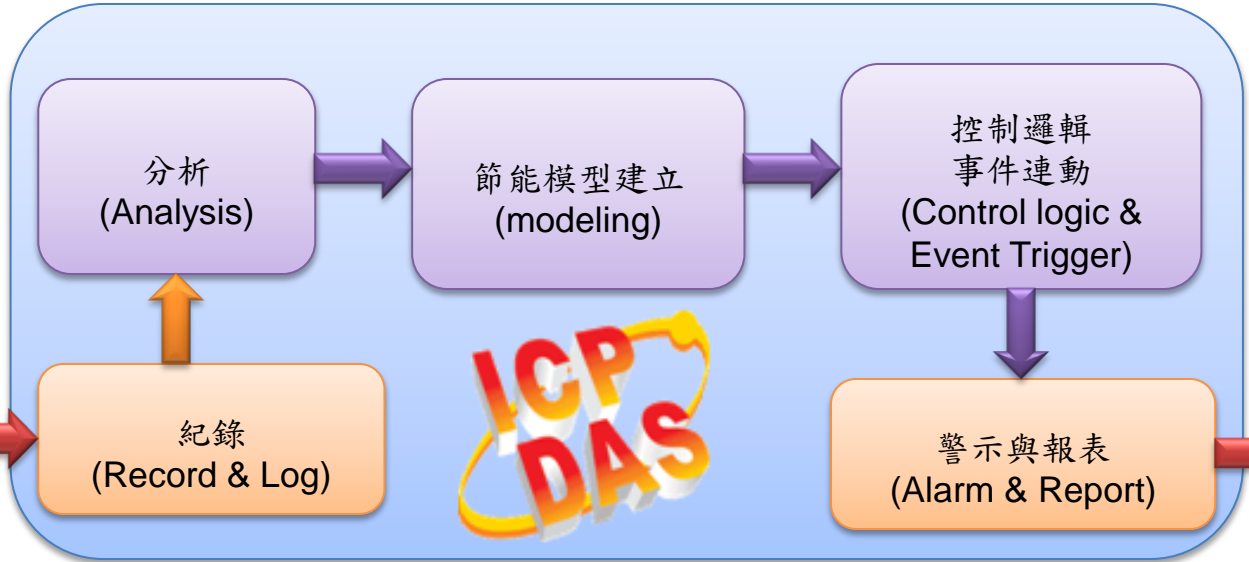 分析
(Analysis)
節能模型建立
(modeling)
控制邏輯
事件連動
(Control logic &
Event Trigger)
紀錄
(Record & Log)
ICP
DAS
警示與報表
(Alarm & Report)